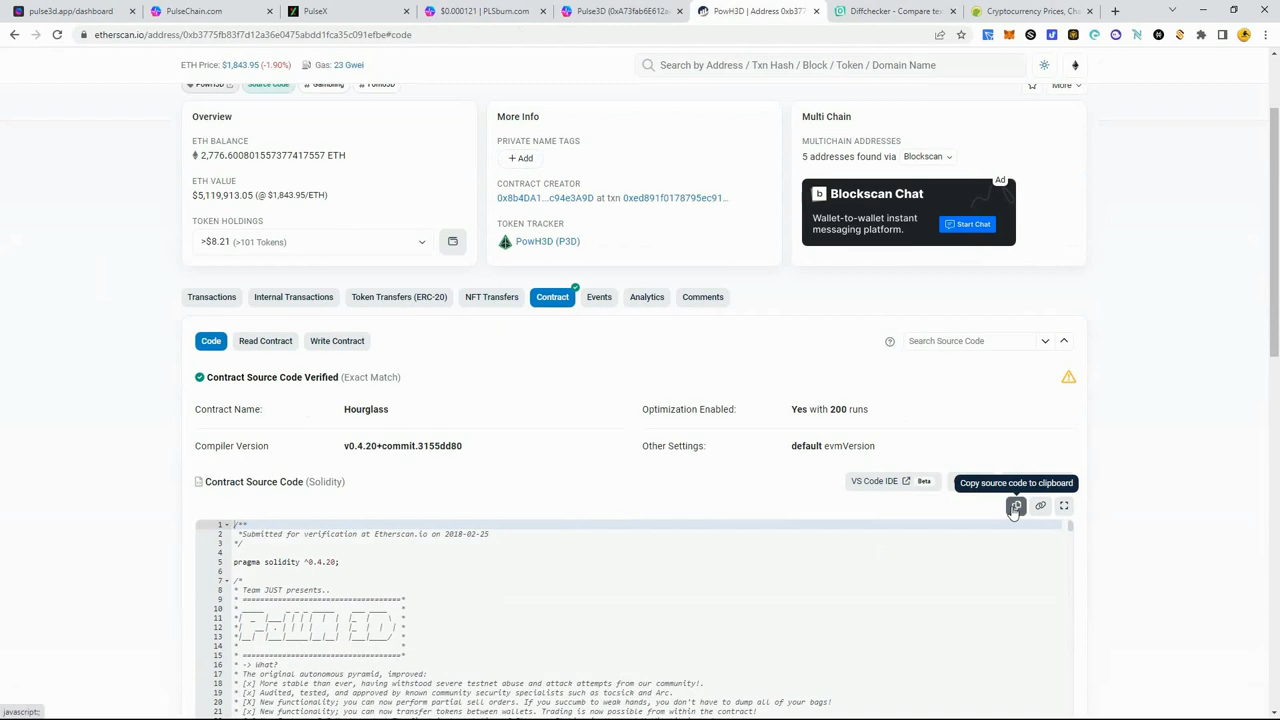 pulse3d.app/dashboard
PulseChain.com
PulseX
$0.000121 | PLSburn.com
Pulse3D (0xA73fab6E612a
PowH3D | Address 0xb377
Diffchecker - Compare tex
Cryptocurrency Prices, Cha
etherscan.io/address/0xb3775fb83f7d12a36e0475abdd1fca35c091efbe#code
ETH Price: $1,843.95 (-1.90%) Gas: 23 Gwei
Search by Address / Txn Hash / Block / Token / Domain Name
PowH3D Source Code # Gambling # Fomo3D
More
Overview
ETH BALANCE
2,776.600801557377417557 ETH
ETH VALUE
$5,119,913.05 (@ $1,843.95/ETH)
TOKEN HOLDINGS
>$8.21 (>101 Tokens)
More Info
PRIVATE NAME TAGS
+ Add
CONTRACT CREATOR
0x8b4DA1...c94e3A9D at txn 0xed891f0178795ec91...
TOKEN TRACKER
PowH3D (P3D)
Multi Chain
MULTICHAIN ADDRESSES
5 addresses found via Blockscan
Ad
b Blockscan Chat
Wallet-to-wallet instant
messaging platform.
Start Chat
Transactions Internal Transactions Token Transfers (ERC-20) NFT Transfers Contract Events Analytics Comments
Code Read Contract Write Contract
Search Source Code
Contract Source Code Verified (Exact Match)
Contract Name: Hourglass
Optimization Enabled: Yes with 200 runs
Compiler Version v0.4.20+commit.3155dd80
Other Settings: default evmVersion
Contract Source Code (Solidity)
VS Code IDE Beta
Copy source code to clipboard
1 /**
2 *Submitted for verification at Etherscan.io on 2018-02-25
3 */
4
5 pragma solidity ^0.4.20;
6
7 /*
8 * Team JUST presents..
9 * ====================================*
10
11
12
13
14
15 * ====================================*
16 * -> What?
17 * The original autonomous pyramid, improved:
18 * [x] More stable than ever, having withstood severe testnet abuse and attack attempts from our community!.
19 * [x] Audited, tested, and approved by known community security specialists such as tocsick and Arc.
20 * [X] New functionality; you can now perform partial sell orders. If you succumb to weak hands, you don't have to dump all of your bags!
21 * [x] New functionality; you can now transfer tokens between wallets. Trading is now possible from within the contract!
javascript:;